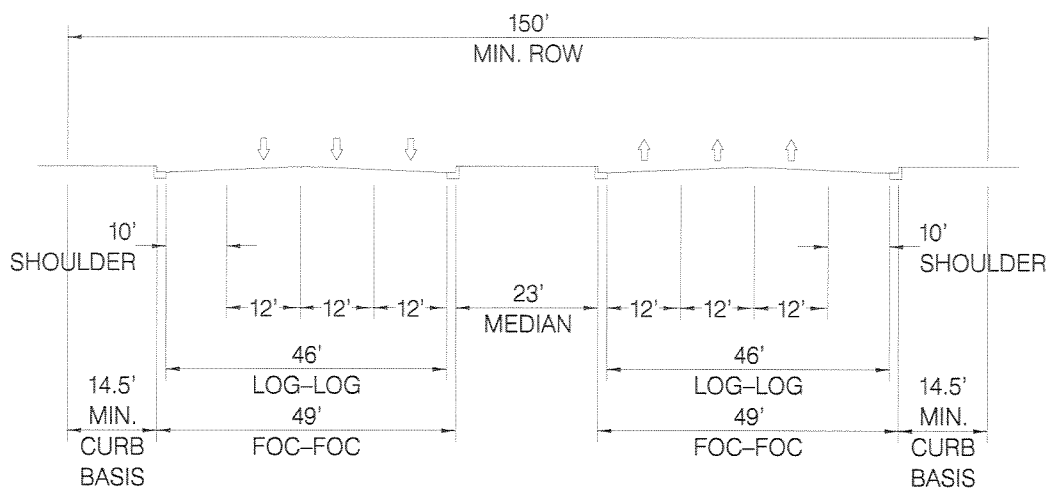 150'
MIN. ROW
10'
SHOULDER
10'
SHOULDER
12' 12' 12'
23'
MEDIAN
12' 12' 12'
46'
LOG–LOG
46'
LOG–LOG
14.5'
MIN.
CURB
BASIS
49'
FOC–FOC
49'
FOC–FOC
14.5'
MIN.
CURB
BASIS